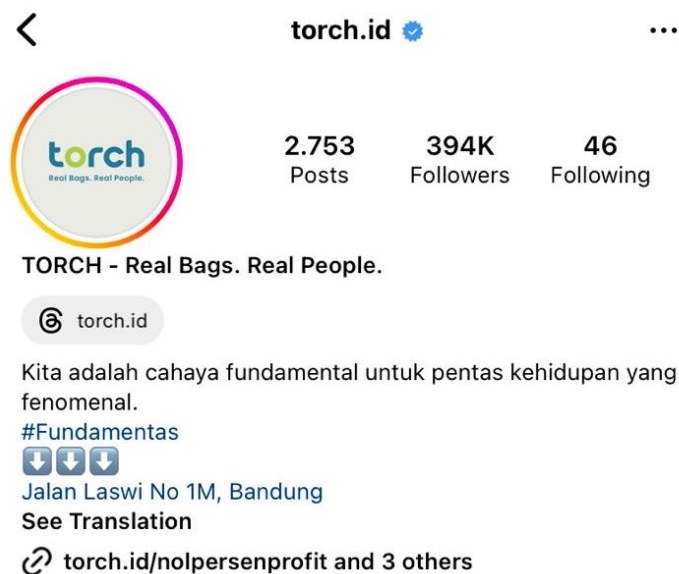 torch.id
torch
Real Bags. Real People.
2.753 394K 46
Posts Followers Following
TORCH - Real Bags. Real People.
torch.id
Kita adalah cahaya fundamental untuk pentas kehidupan yang
fenomenal.
#Fundamentas
Jalan Laswi No 1M, Bandung
See Translation
torch.id/nolpersenprofit and 3 others